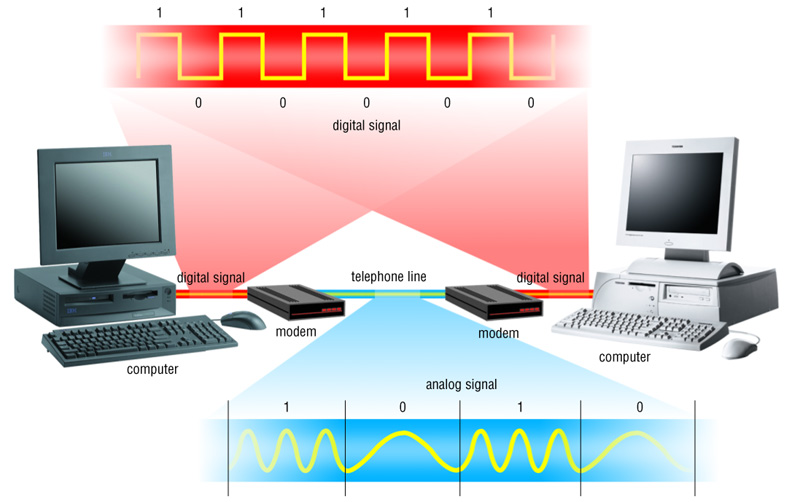 1 1 1 1 1
0 0 0 0 0
digital signal
digital signal
telephone line
digital signal
modem
modem
computer
computer
analog signal
1 0 1 0